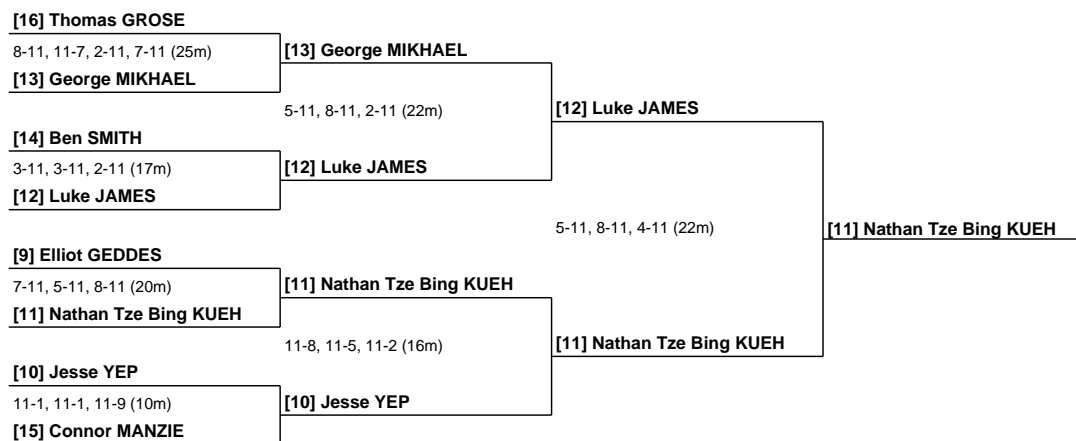 [16] Thomas GROSE
8-11, 11-7, 2-11, 7-11 (25m)
[13] George MIKHAEL
[13] George MIKHAEL
5-11, 8-11, 2-11 (22m)
[12] Luke JAMES
[14] Ben SMITH
3-11, 3-11, 2-11 (17m)
[12] Luke JAMES
[12] Luke JAMES
5-11, 8-11, 4-11 (22m)
[11] Nathan Tze Bing KUEH
[9] Elliot GEDDES
7-11, 5-11, 8-11 (20m)
[11] Nathan Tze Bing KUEH
[11] Nathan Tze Bing KUEH
11-8, 11-5, 11-2 (16m)
[11] Nathan Tze Bing KUEH
[10] Jesse YEP
11-1, 11-1, 11-9 (10m)
[10] Jesse YEP
[15] Connor MANZIE